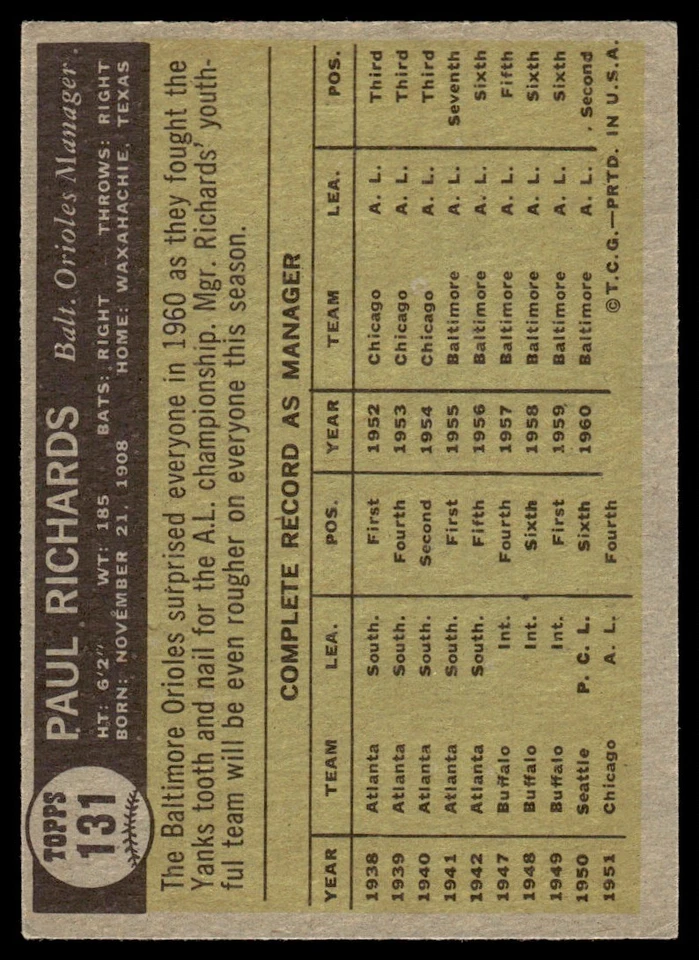 TOPPS
131
PAUL RICHARDS Balt. Orioles Manager
HT: 6'2" WT: 185 BATS: RIGHT THROWS: RIGHT
BORN: NOVEMBER 21, 1908 HOME: WAXAHACHIE, TEXAS
The Baltimore Orioles surprised everyone in 1960 as they fought the
Yanks tooth and nail for the A.L. championship. Mgr. Richards' youth-
ful team will be even rougher on everyone this season.
COMPLETE RECORD AS MANAGER
YEAR TEAM LEA. POS. YEAR TEAM LEA. POS.
1938 Atlanta South. First 1952 Chicago A. L. Third
1939 Atlanta South. Fourth 1953 Chicago A. L. Third
1940 Atlanta South. Second 1954 Chicago A. L. Third
1941 Atlanta South. First 1955 Baltimore A. L. Seventh
1942 Atlanta South. Fifth 1956 Baltimore A. L. Sixth
1947 Buffalo Int. Fourth 1957 Baltimore A. L. Fifth
1948 Buffalo Int. Sixth 1958 Baltimore A. L. Sixth
1949 Buffalo Int. First 1959 Baltimore A. L. Sixth
1950 Seattle P. C. L. Sixth 1960 Baltimore A. L. Second
1951 Chicago A. L. Fourth ©T.C.G.—PRTD. IN U.S.A.